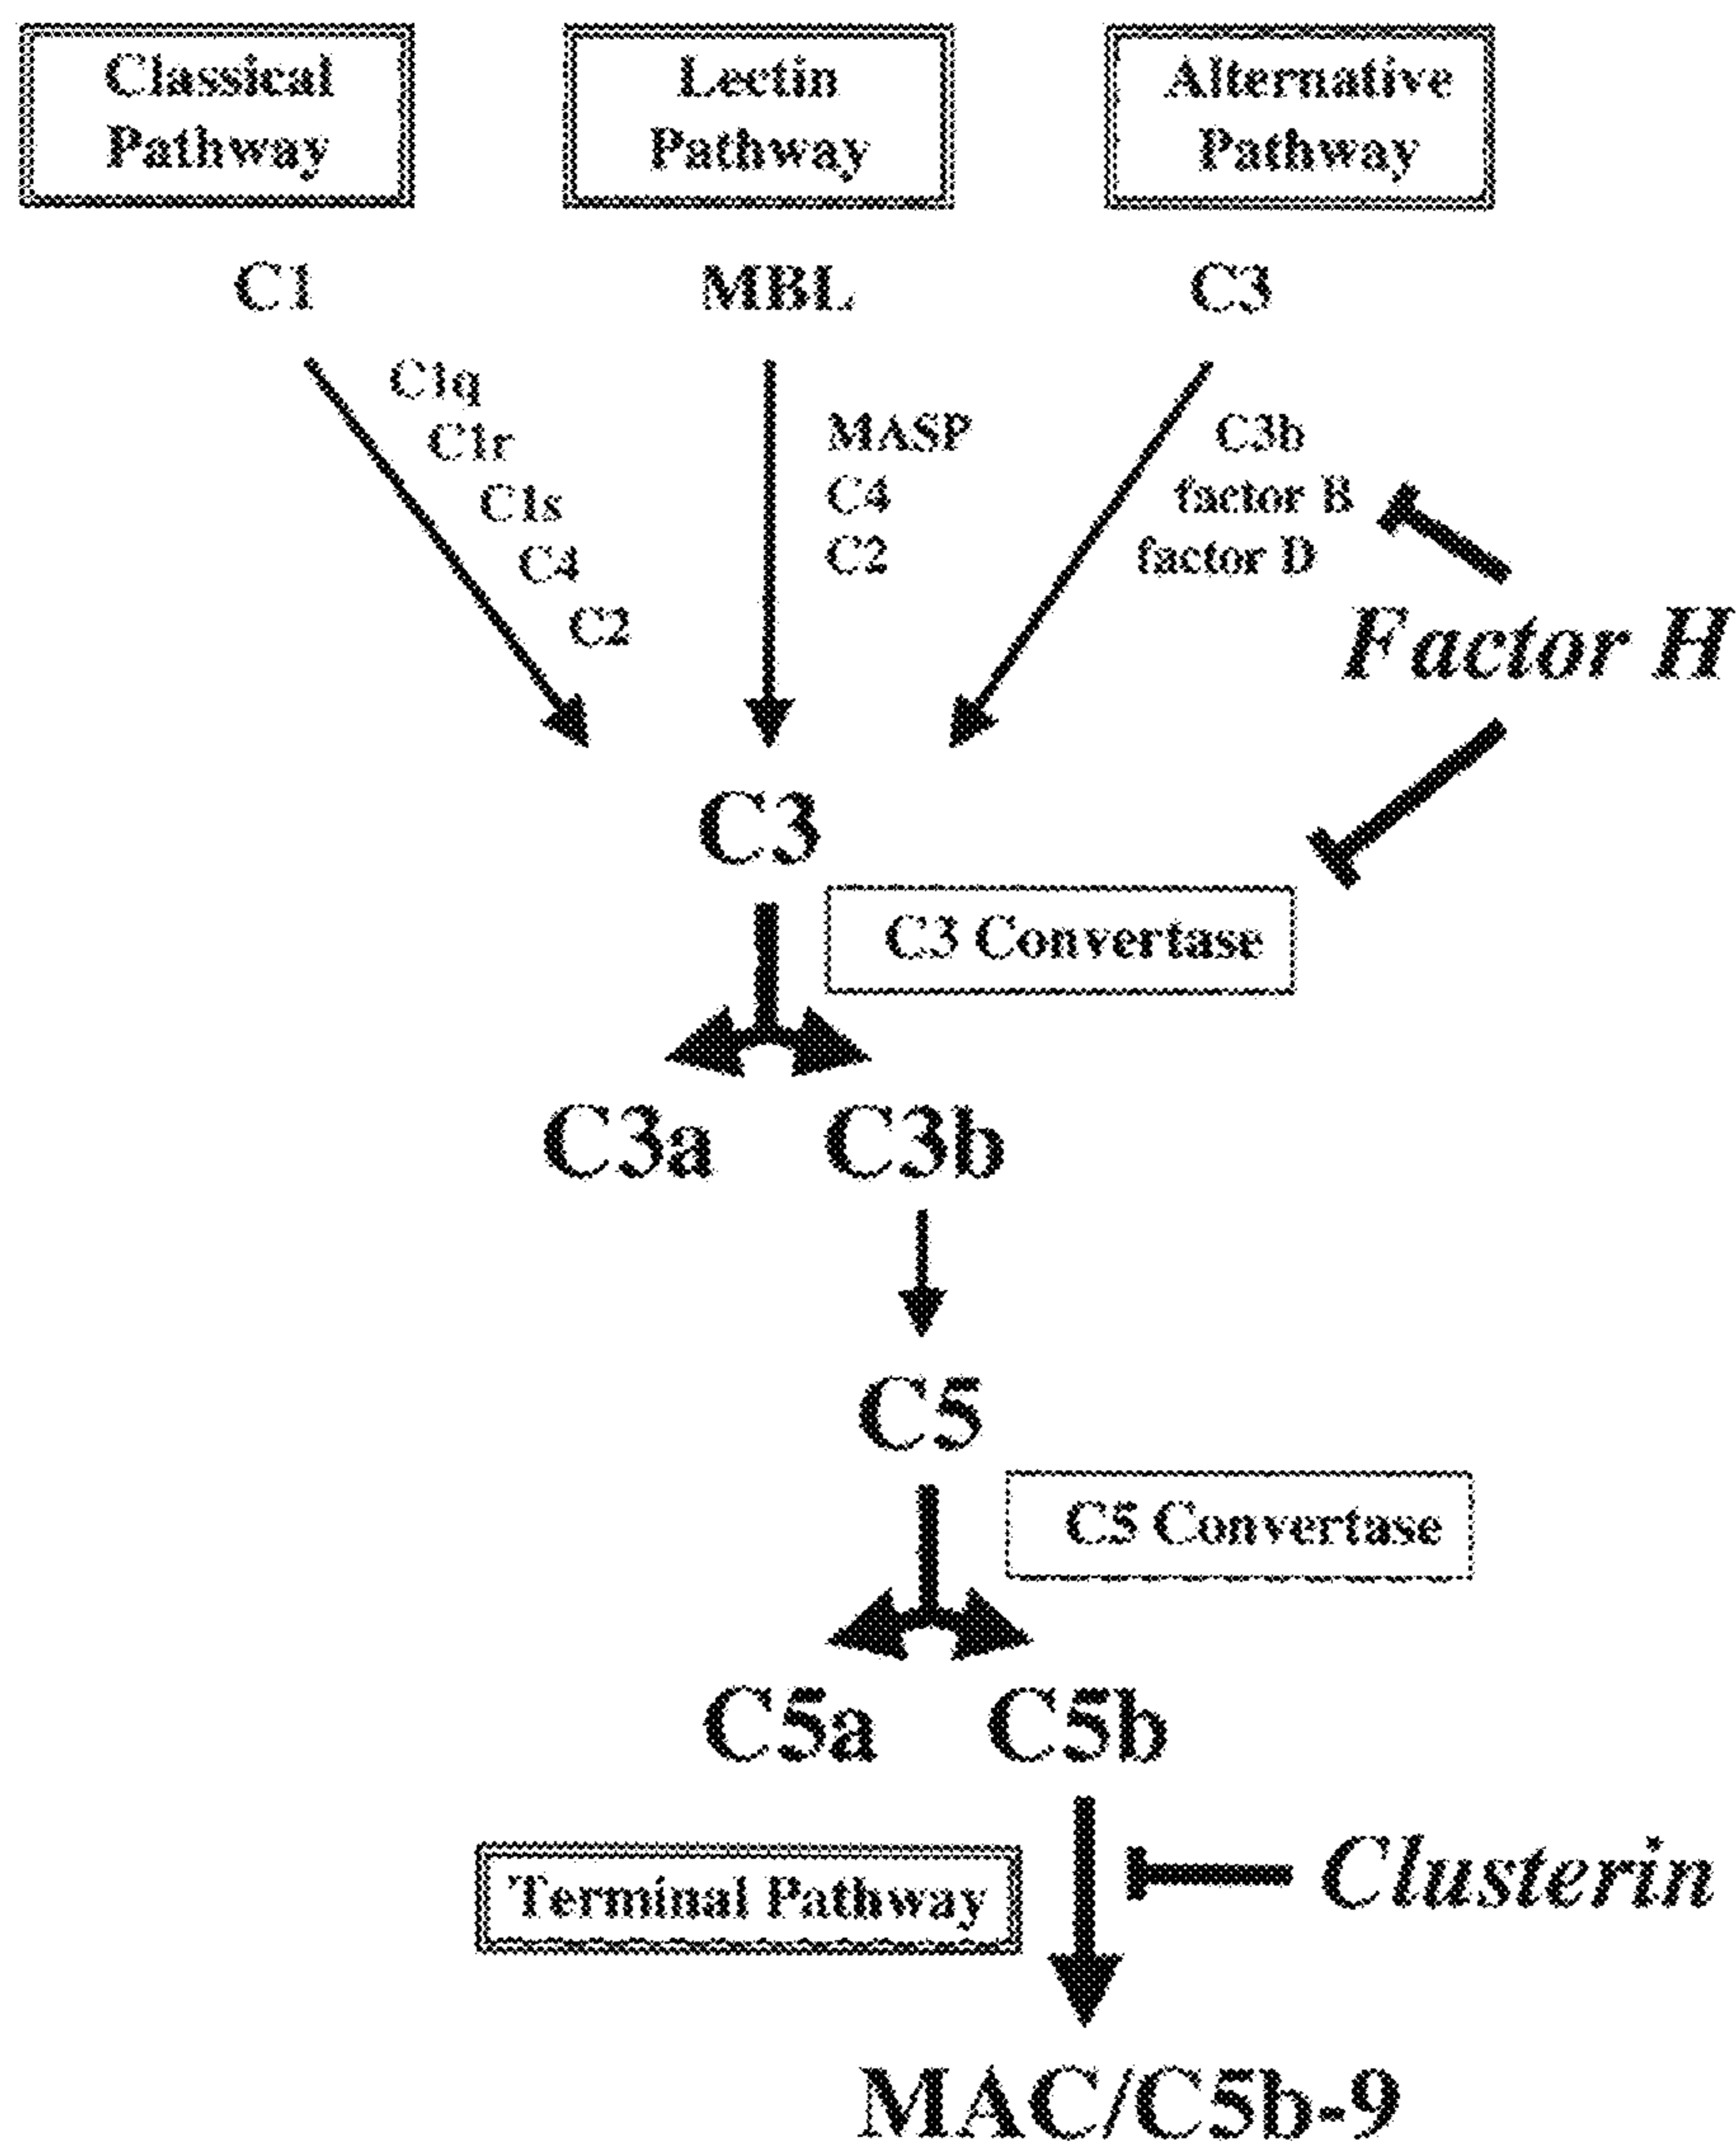 Classical
Pathway
Lectin
Pathway
Alternative
Pathway
C1
MBL
C3
C1q
C1r
C1s
C4
C2
MASP
C4
C2
C3b
factor B
factor D
Factor H
C3
C3 Convertase
C3a
C3b
C5
C5 Convertase
C5a
C5b
Terminal Pathway
Clusterin
MAC/C5b-9